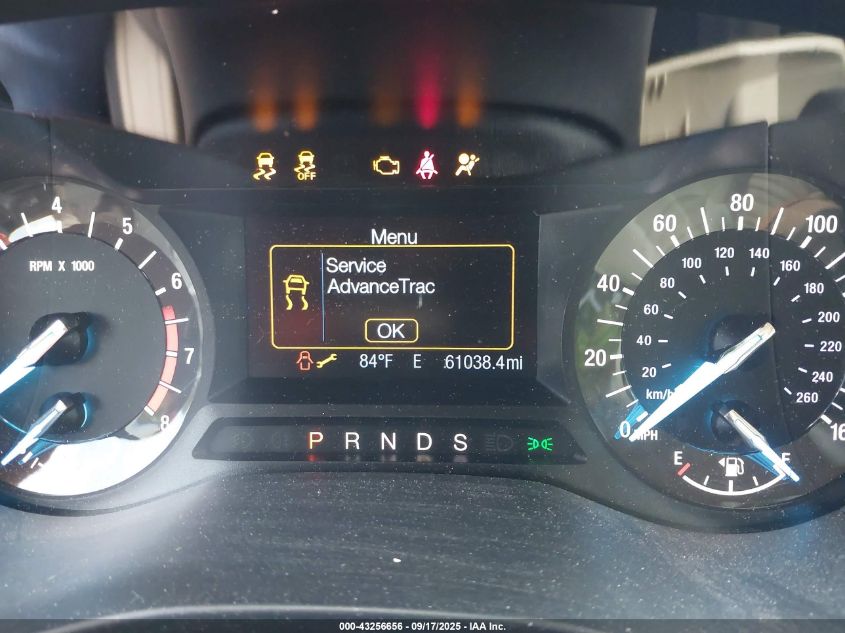 OFF
Menu
Service
AdvanceTrac
OK
84°F E 61038.4mi
4
5
6
7
8
RPM X 1000
0
20
40
60
80
100
16
20
40
60
80
100
120
140
160
180
200
220
240
260
km/h
MPH
P R N D S
E F
000-43256656 - 09/17/2025 - IAA Inc.